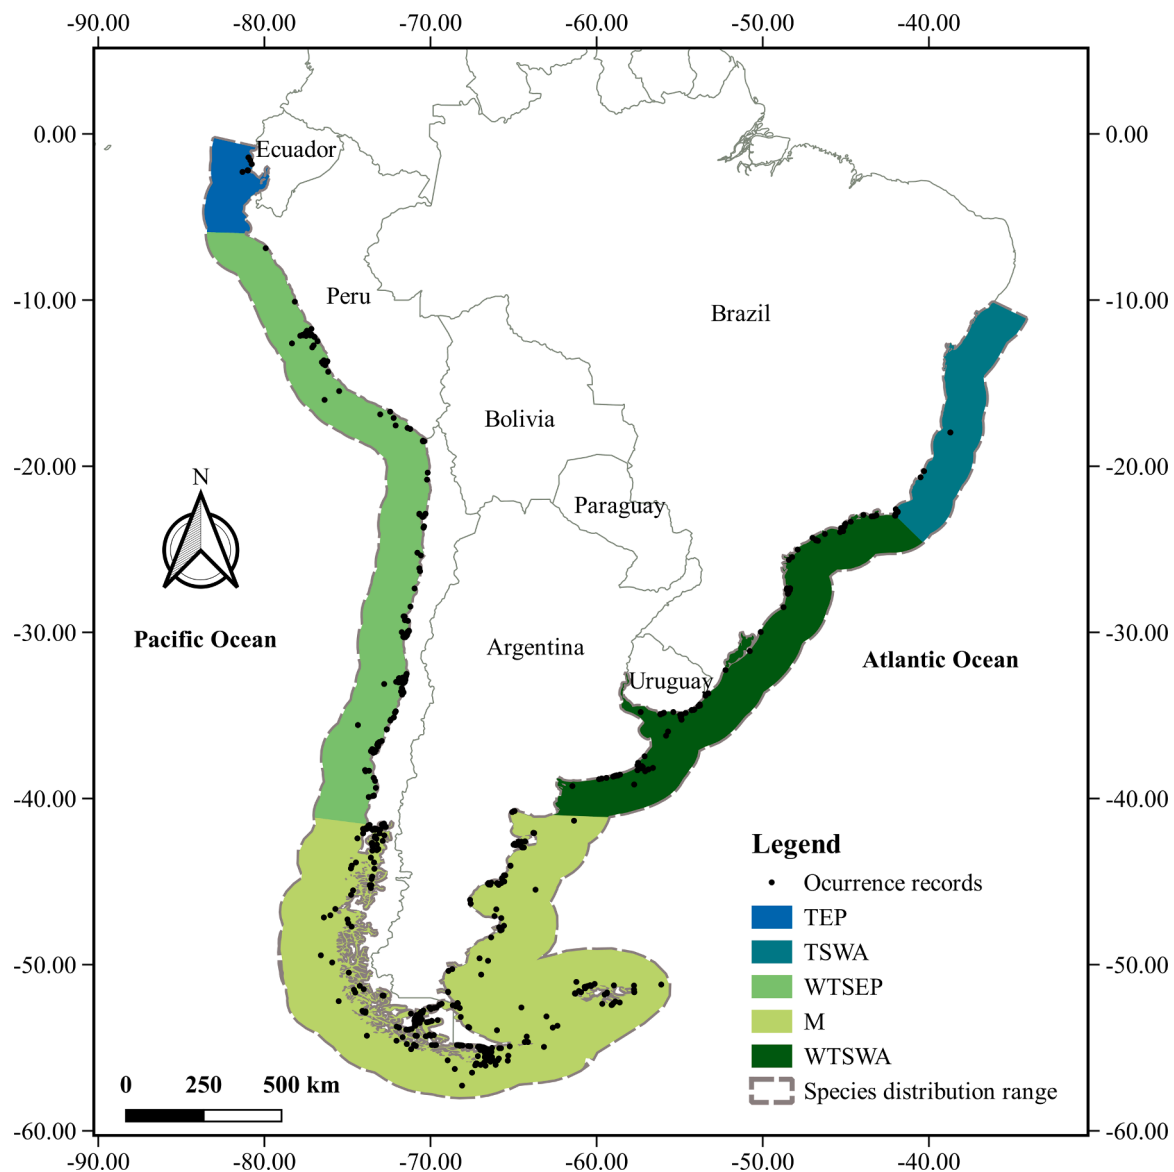 -90.00 -80.00 -70.00 -60.00 -50.00 -40.00
0.00 0.00
Ecuador
Peru
-10.00 -10.00
Brazil
Bolivia
-20.00 -20.00
N
Paraguay
-30.00 -30.00
Pacific Ocean
Argentina
Atlantic Ocean
Uruguay
-40.00 -40.00
Legend
Ocurrence records
TEP
TSWA
-50.00 -50.00
WTSEP
M
WTSWA
Species distribution range
0 250 500 km
-60.00 -60.00
-90.00 -80.00 -70.00 -60.00 -50.00 -40.00